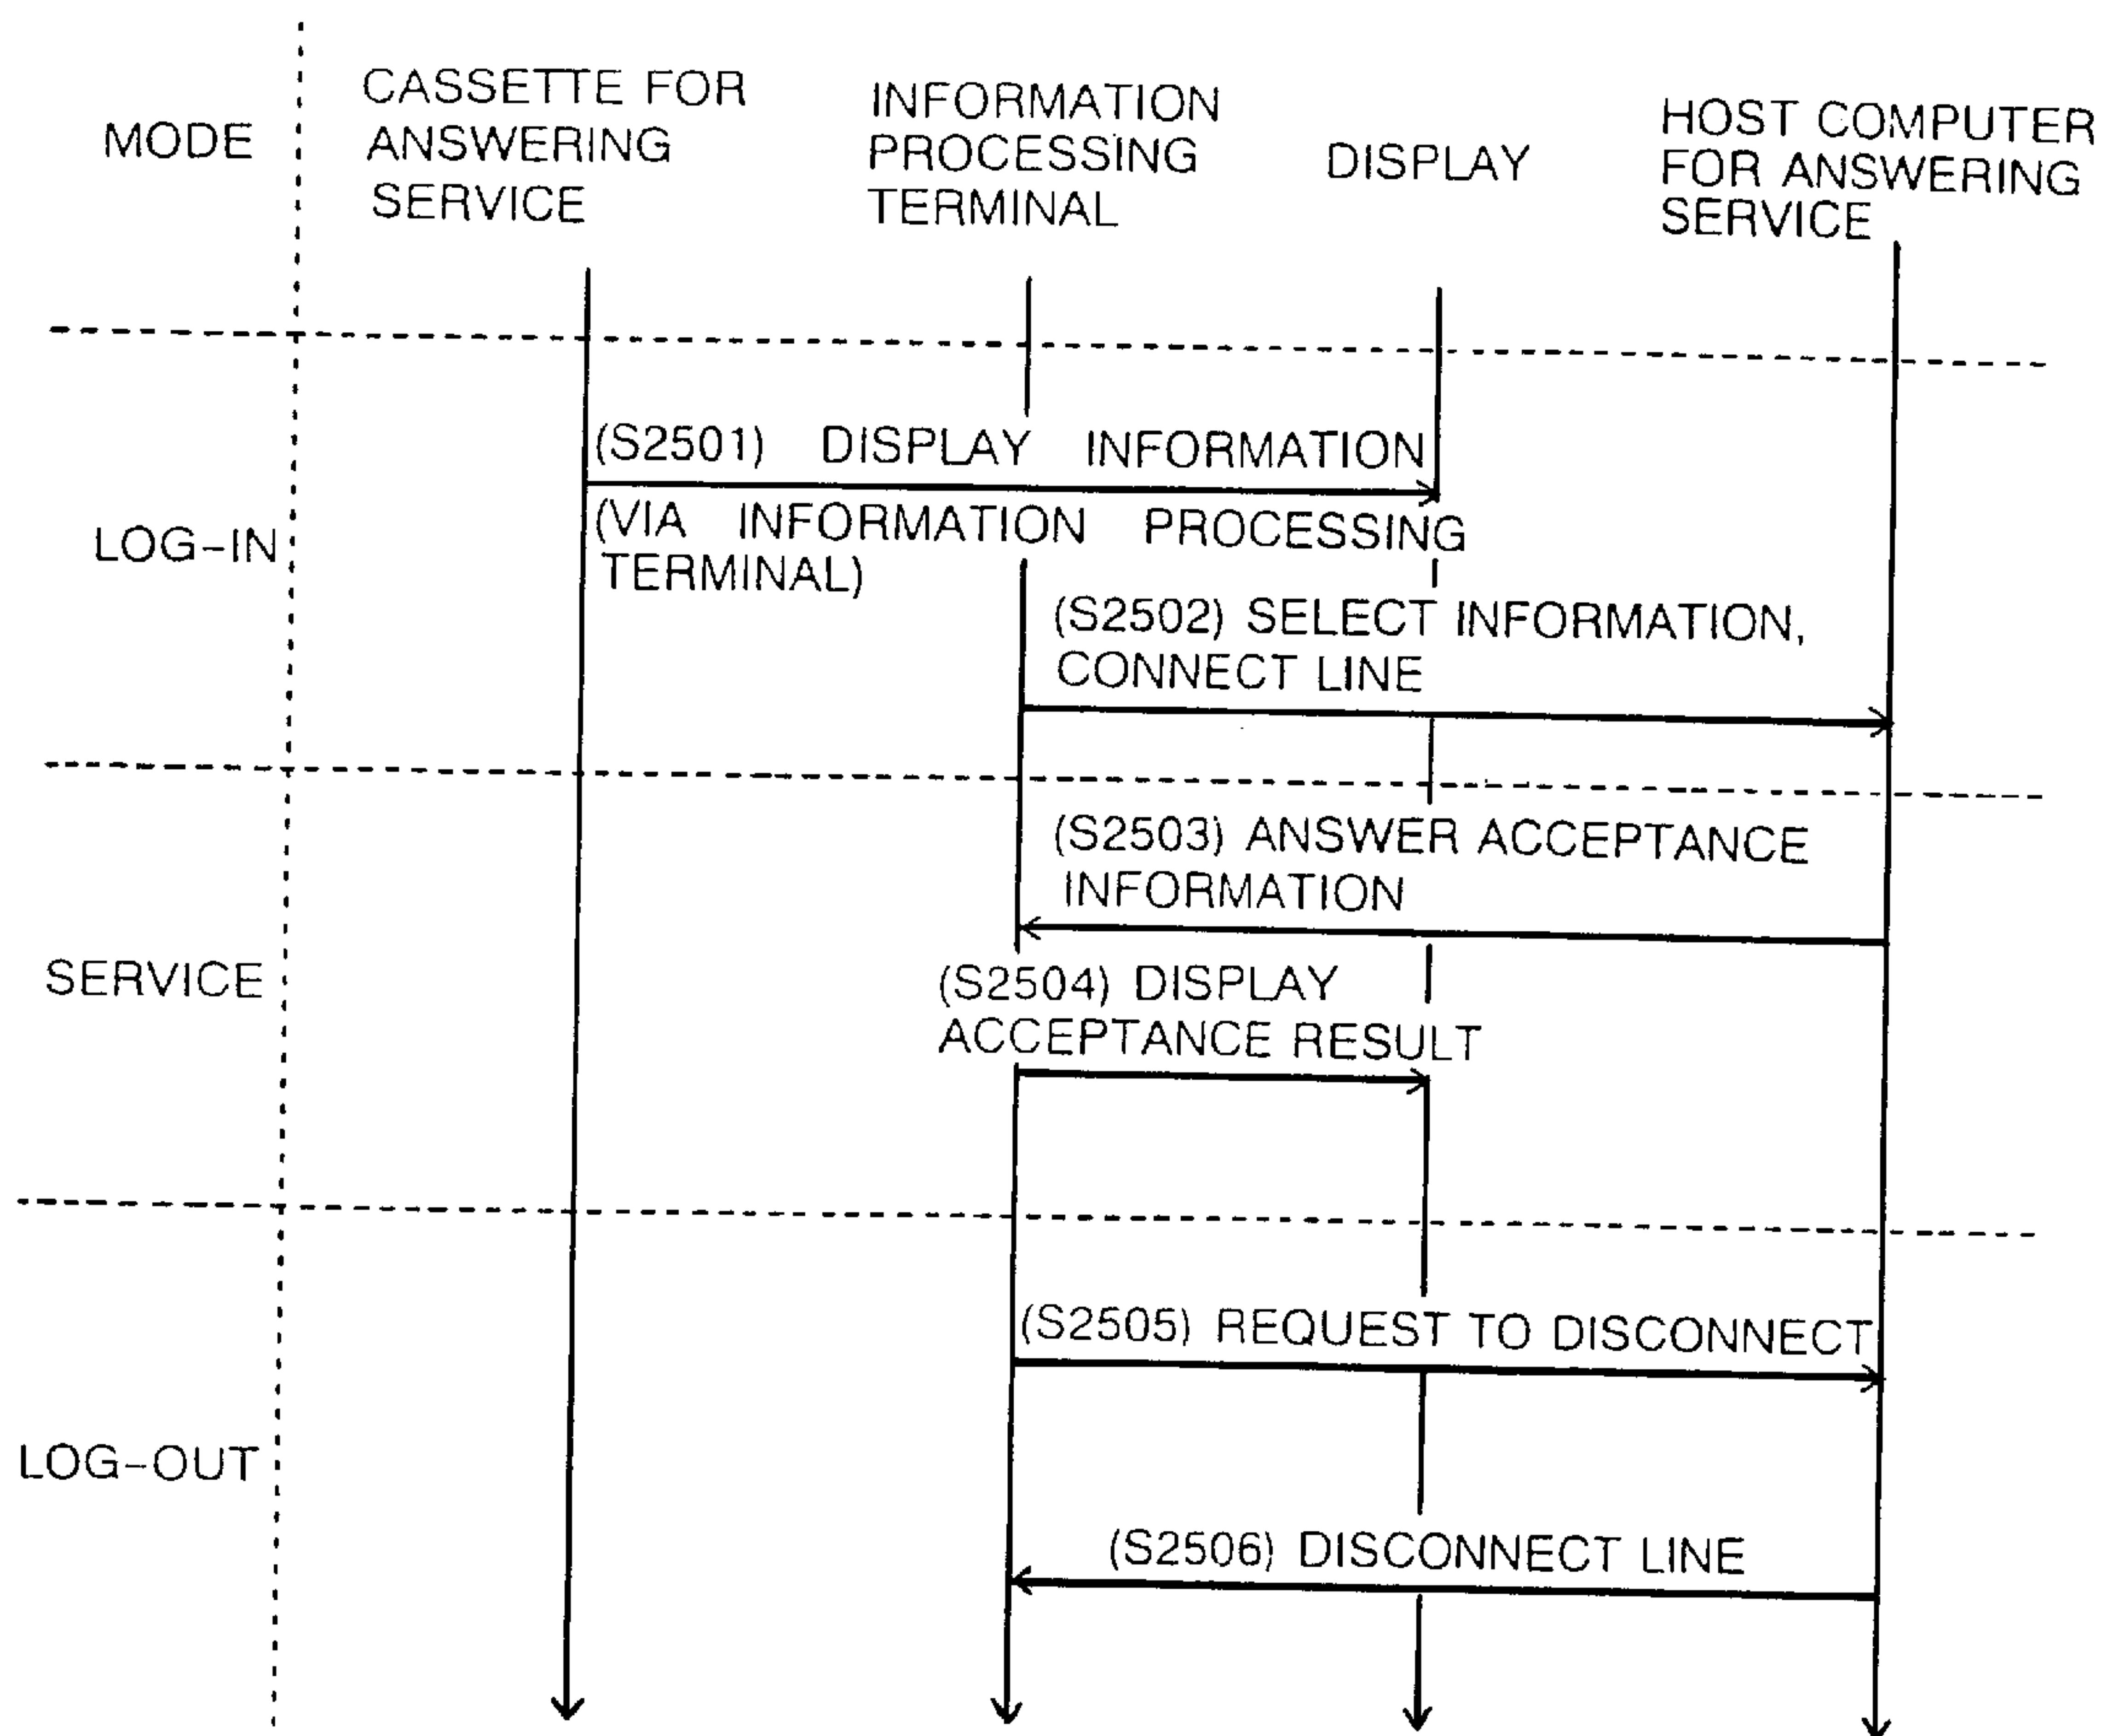 MODE
CASSETTE FOR
ANSWERING
SERVICE
INFORMATION
PROCESSING
TERMINAL
DISPLAY
HOST COMPUTER
FOR ANSWERING
SERVICE
LOG-IN
(S2501) DISPLAY INFORMATION
(VIA INFORMATION PROCESSING
TERMINAL)
(S2502) SELECT INFORMATION,
CONNECT LINE
SERVICE
(S2503) ANSWER ACCEPTANCE
INFORMATION
(S2504) DISPLAY
ACCEPTANCE RESULT
LOG-OUT
(S2505) REQUEST TO DISCONNECT
(S2506) DISCONNECT LINE